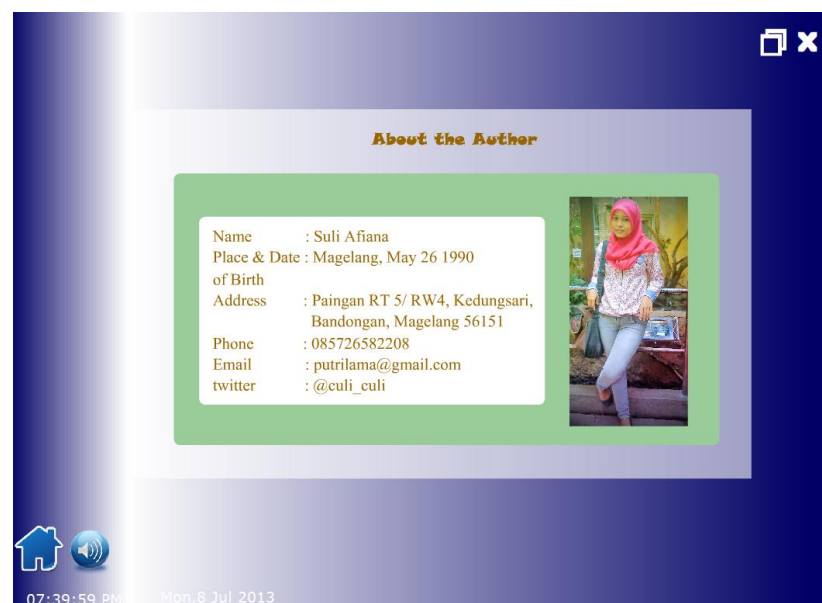 About the Author
Name : Suli Afiana
Place & Date : Magelang, May 26 1990
of Birth
Address : Paingan RT 5/ RW4, Kedungsari,
Bandongan, Magelang 56151
Phone : 085726582208
Email : putrilama@gmail.com
twitter : @culi_culi
07:39:59 PM Mon,8 Jul 2013